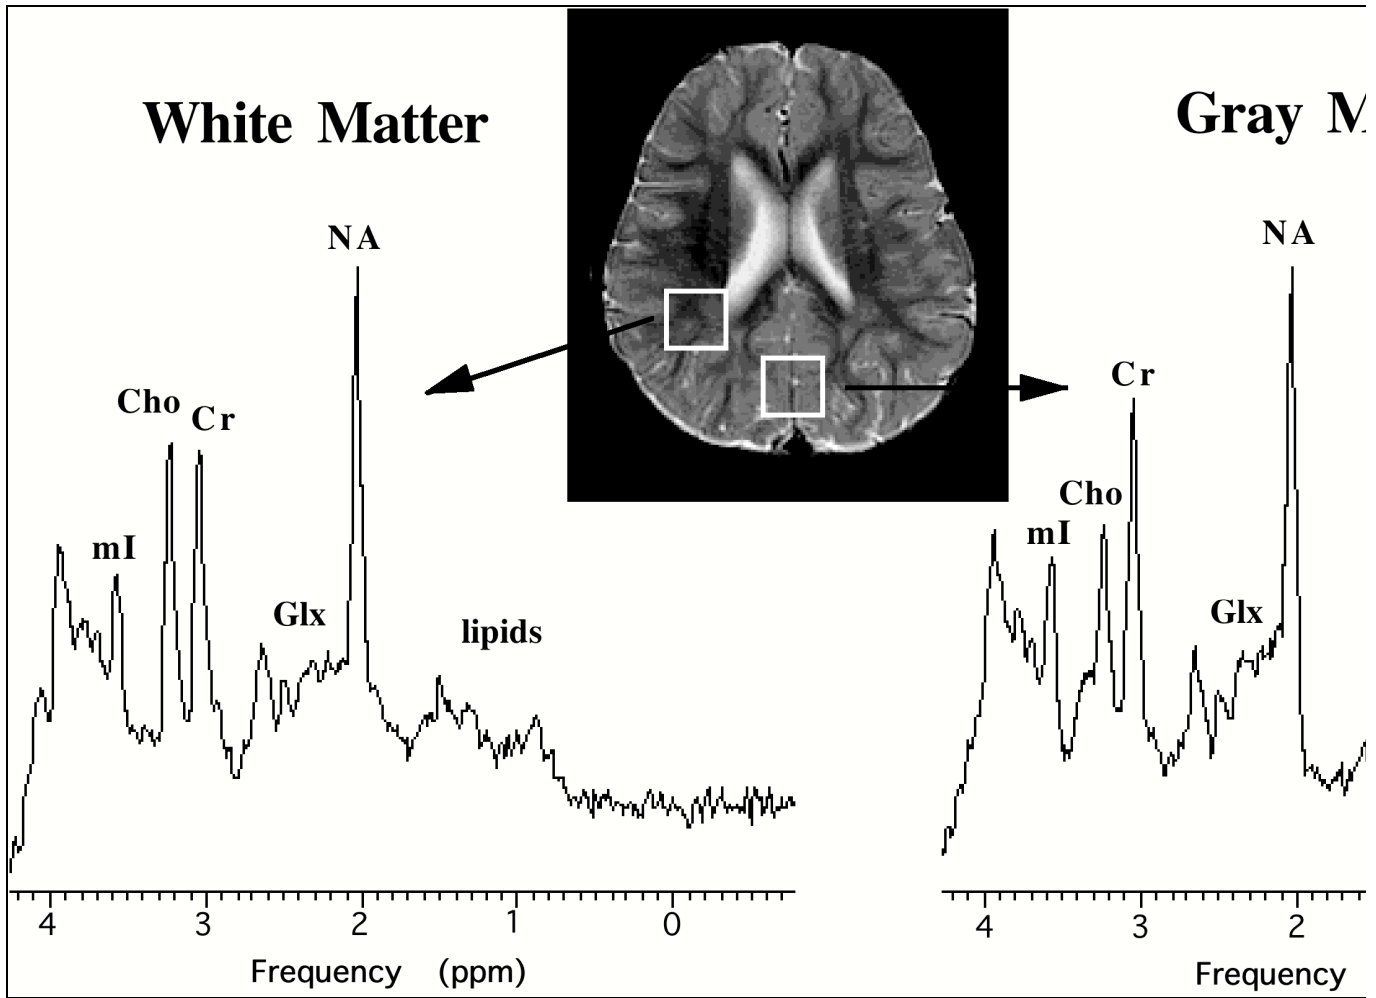 White Matter
Gray M
NA
NA
Cr
Cho
Cr
Cho
mI
mI
Glx
Glx
lipids
4 3 2 1 0
4 3 2
Frequency (ppm)
Frequency